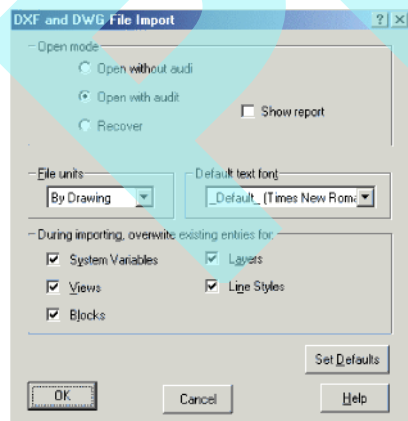 DXF and DWG File Import
Open mode
Open without audi
Open with audit
Show report
Recover
File units
Default text font
By Drawing
_Default_ (Times New Roma
During importing, overwrite existing entries for:
System Variables
Layers
Views
Line Styles
Blocks
Set Defaults
OK
Cancel
Help